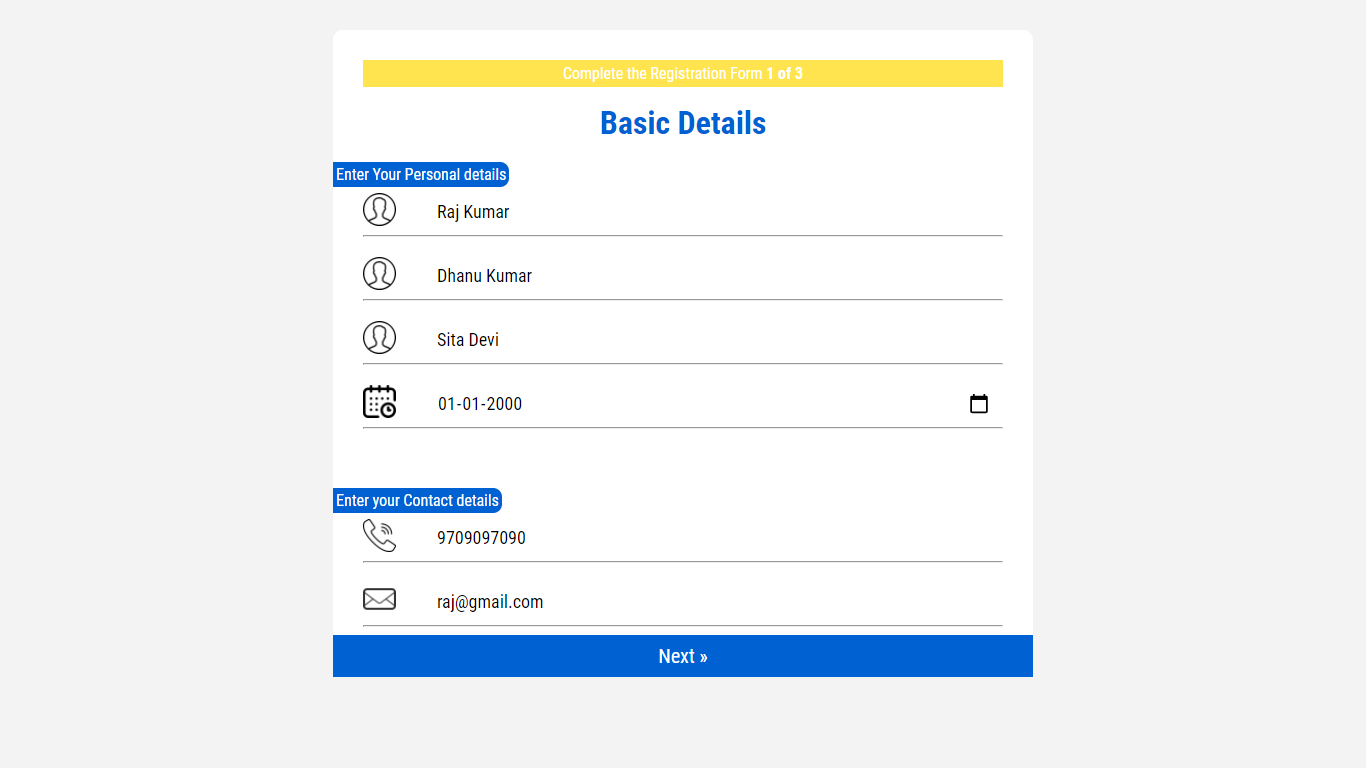 Complete the Registration Form 1 of 3
Basic Details
Enter Your Personal details
Raj Kumar
Dhanu Kumar
Sita Devi
01-01-2000
Enter your Contact details
9709097090
raj@gmail.com
Next »